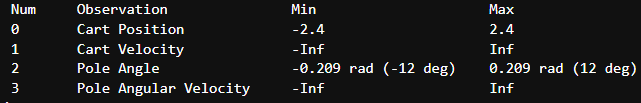 Num Observation Min Max
0 Cart Position -2.4 2.4
1 Cart Velocity -Inf Inf
2 Pole Angle -0.209 rad (-12 deg) 0.209 rad (12 deg)
3 Pole Angular Velocity -Inf Inf